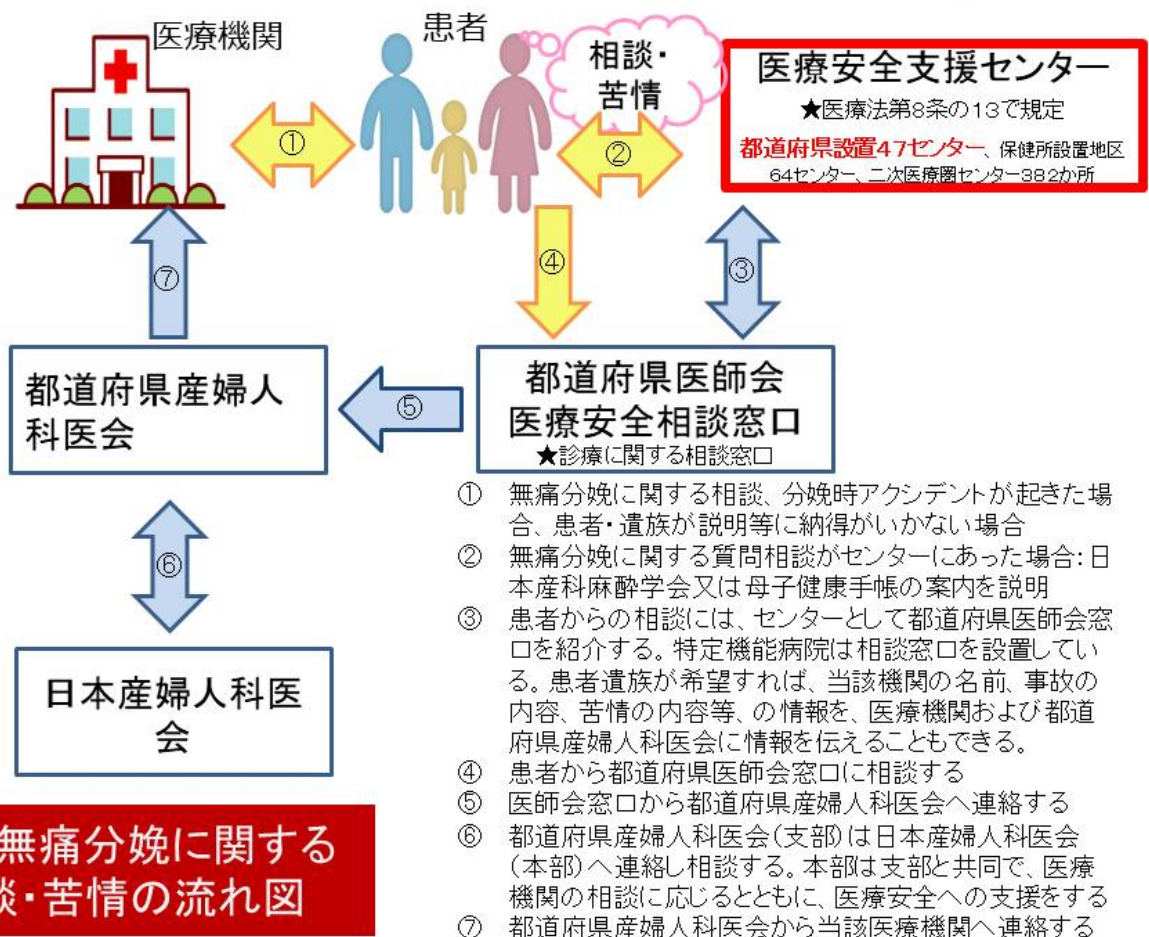 医療機関
患者
相談・
苦情
医療安全支援センター
★医療法第8条の13で規定
都道府県設置47センター、保健所設置地区
64センター、二次医療圏センター382か所
①
②
④
③
⑦
都道府県産婦人
科医会
⑤
都道府県医師会
医療安全相談窓口
★診療に関する相談窓口
⑥
日本産婦人科医
会
無痛分娩に関する
談・苦情の流れ図
① 無痛分娩に関する相談、分娩時アクシデントが起きた場
合、患者・遺族が説明等に納得がいかない場合
② 無痛分娩に関する質問相談がセンターにあった場合：日
本産科麻酔学会又は母子健康手帳の案内を説明
③ 患者からの相談には、センターとして都道府県医師会窓
口を紹介する。特定機能病院は相談窓口を設置してい
る。患者遺族が希望すれば、当該機関の名前、事故の
内容、苦情の内容等、の情報を、医療機関および都道
府県産婦人科医会に情報を伝えることもできる。
④ 患者から都道府県医師会窓口に相談する
⑤ 医師会窓口から都道府県産婦人科医会へ連絡する
⑥ 都道府県産婦人科医会(支部)は日本産婦人科医会
(本部)へ連絡し相談する。本部は支部と共同で、医療
機関の相談に応じるとともに、医療安全への支援をする
⑦ 都道府県産婦人科医会から当該医療機関へ連絡する